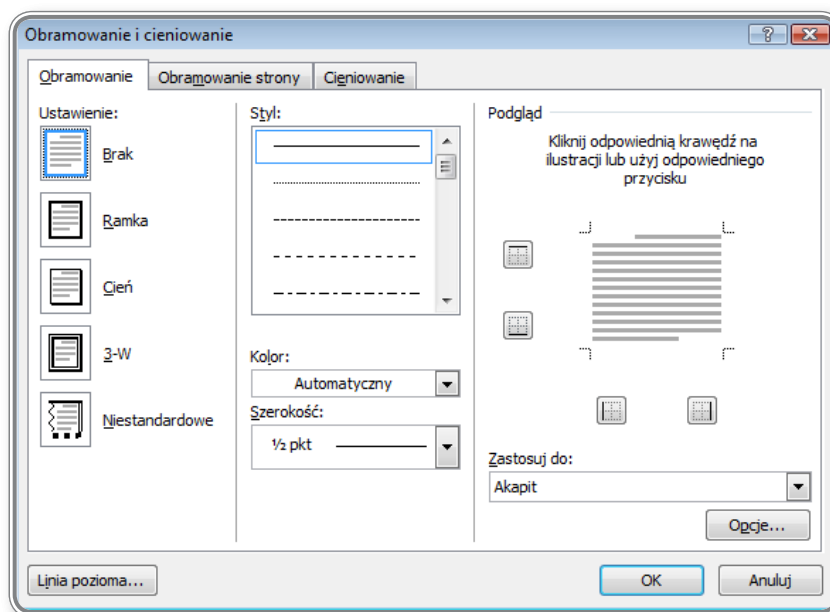 Obramowanie i cieniowanie
Obramowanie
Obramowanie strony
Cieniowanie
Ustawienie:
Brak
Ramka
Cień
3-W
Niestandardowe
Styl:
Kolor:
Automatyczny
Szerokość:
½ pkt
Podgląd
Kliknij odpowiednią krawędź na
ilustracji lub użyj odpowiedniego
przycisku
Zastosuj do:
Akapit
Opcje...
Linia pozioma...
OK
Anuluj